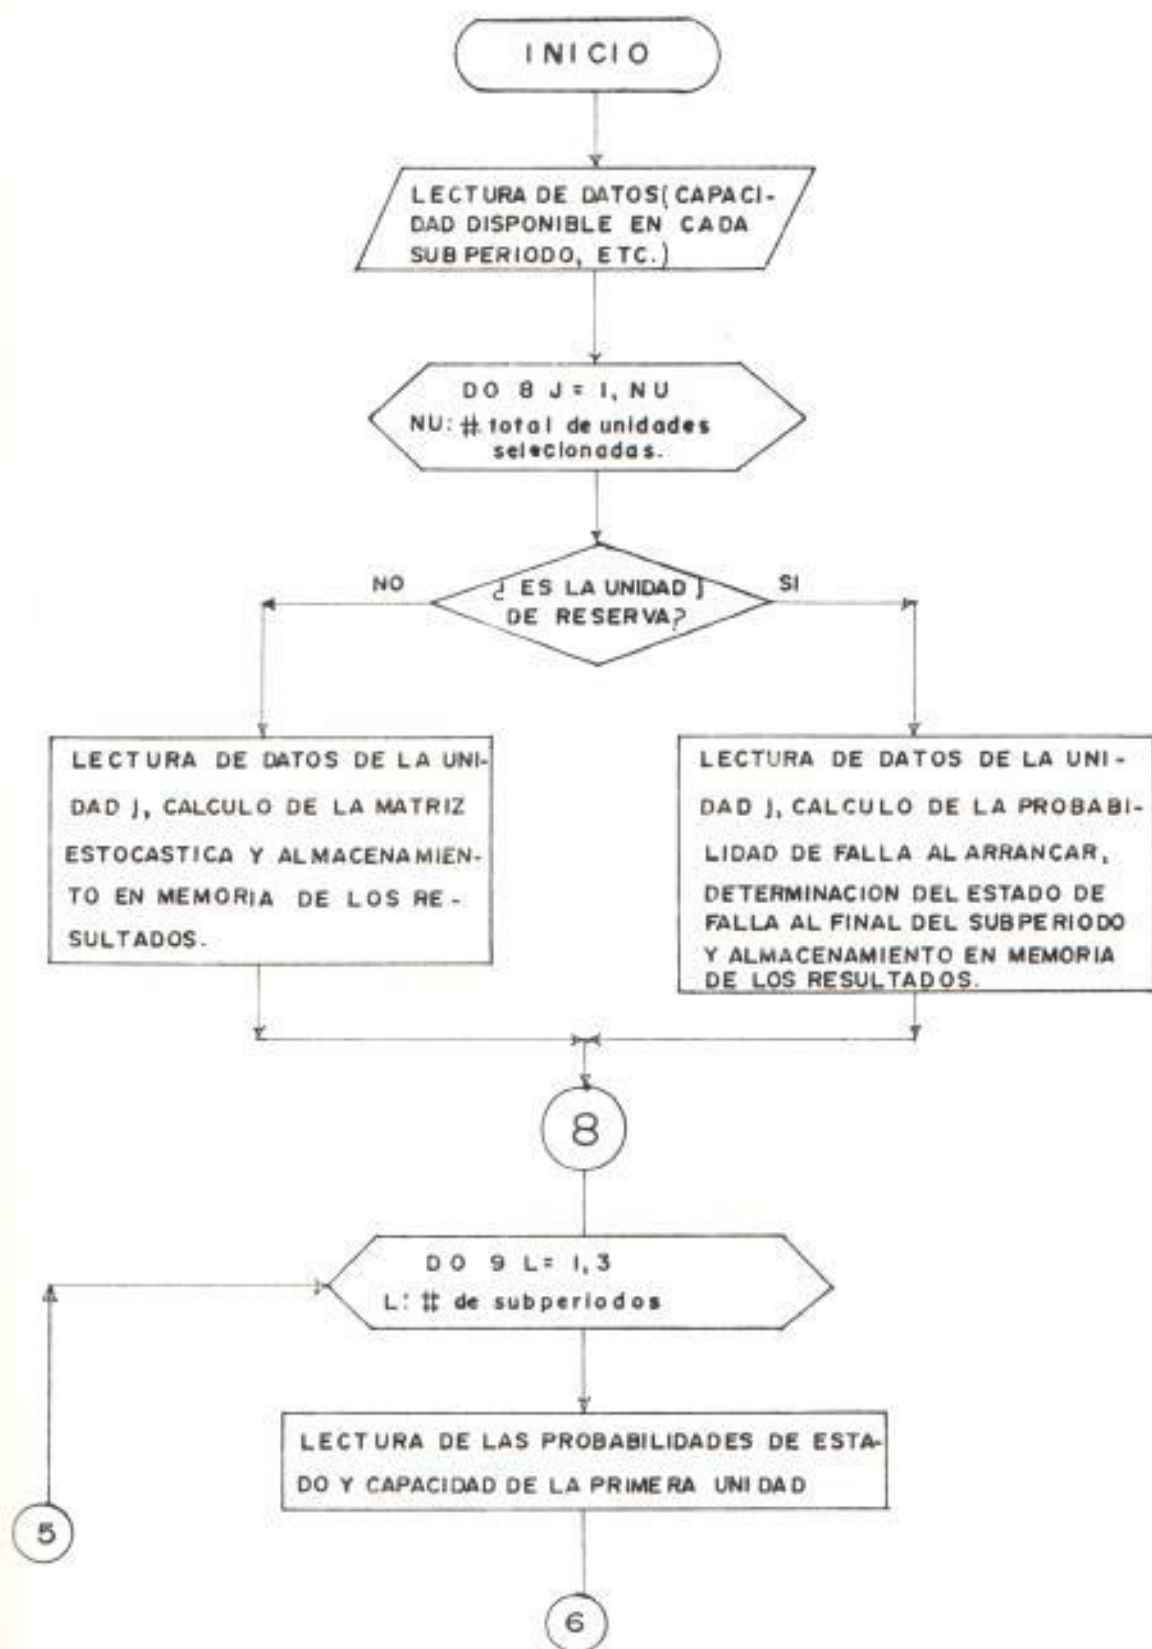 INICIO
LECTURA DE DATOS(CAPACI-
DAD DISPONIBLE EN CADA
SUBPERIODO, ETC.)
DO 8 J = 1, NU
NU: # total de unidades
selecionadas.
NO
¿ ES LA UNIDAD J
DE RESERVA?
SI
LECTURA DE DATOS DE LA UNI-
DAD J, CALCULO DE LA MATRIZ
ESTOCASTICA Y ALMACENAMIEN-
TO EN MEMORIA DE LOS RE-
SULTADOS.
LECTURA DE DATOS DE LA UNI-
DAD J, CALCULO DE LA PROBABI-
LIDAD DE FALLA AL ARRANCAR,
DETERMINACION DEL ESTADO DE
FALLA AL FINAL DEL SUBPERIODO
Y ALMACENAMIENTO EN MEMORIA
DE LOS RESULTADOS.
8
DO 9 L= 1,3
L: # de subperiodos
LECTURA DE LAS PROBABILIDADES DE ESTA-
DO Y CAPACIDAD DE LA PRIMERA UNIDAD
5
6